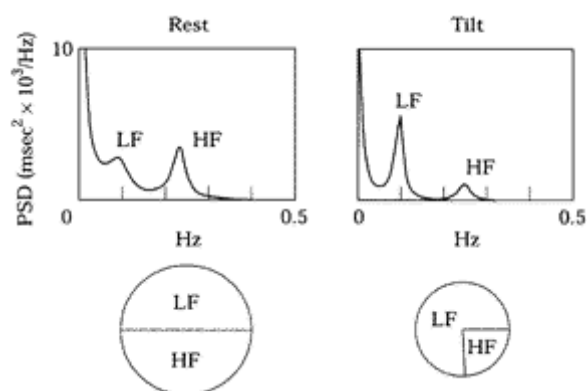 Rest
Tilt
10
PSD (msec² × 10³/Hz)
LF
HF
0
0.5
Hz
LF
HF
0
0.5
Hz
LF
HF
LF
HF